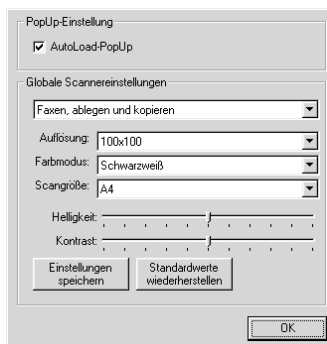 PopUp-Einstellung
AutoLoad-PopUp
Globale Scannereinstellungen
Faxen, ablegen und kopieren
Auflösung: 100x100
Farbmodus: Schwarzweiß
Scangröße: A4
Helligkeit:
Kontrast:
Einstellungen speichern
Standardwerte wiederherstellen
OK